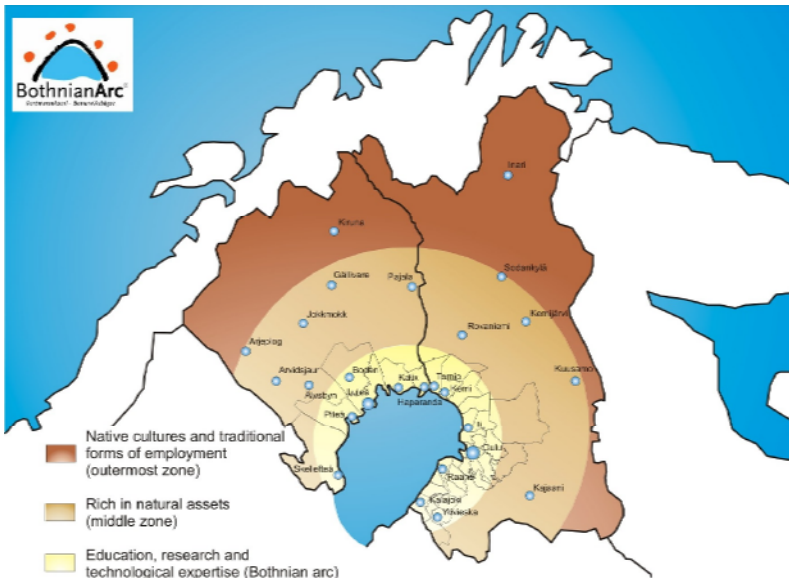 BothnianArc
Inari
Kiruna
Sodankylä
Gällivare
Pajala
Kemijärvi
Jokkmokk
Rovaniemi
Arjeplog
Arvidsjaur
Boden
Kalix
Tornio
Kuusamo
Älvsbyn
Luleå
Haparanda
Kemi
Piteå
Ii
Oulu
Native cultures and traditional
forms of employment
(outermost zone)
Skellefteå
Raahe
Kajaani
Rich in natural assets
(middle zone)
Kalajoki
Ylivieska
Education, research and
technological expertise (Bothnian arc)